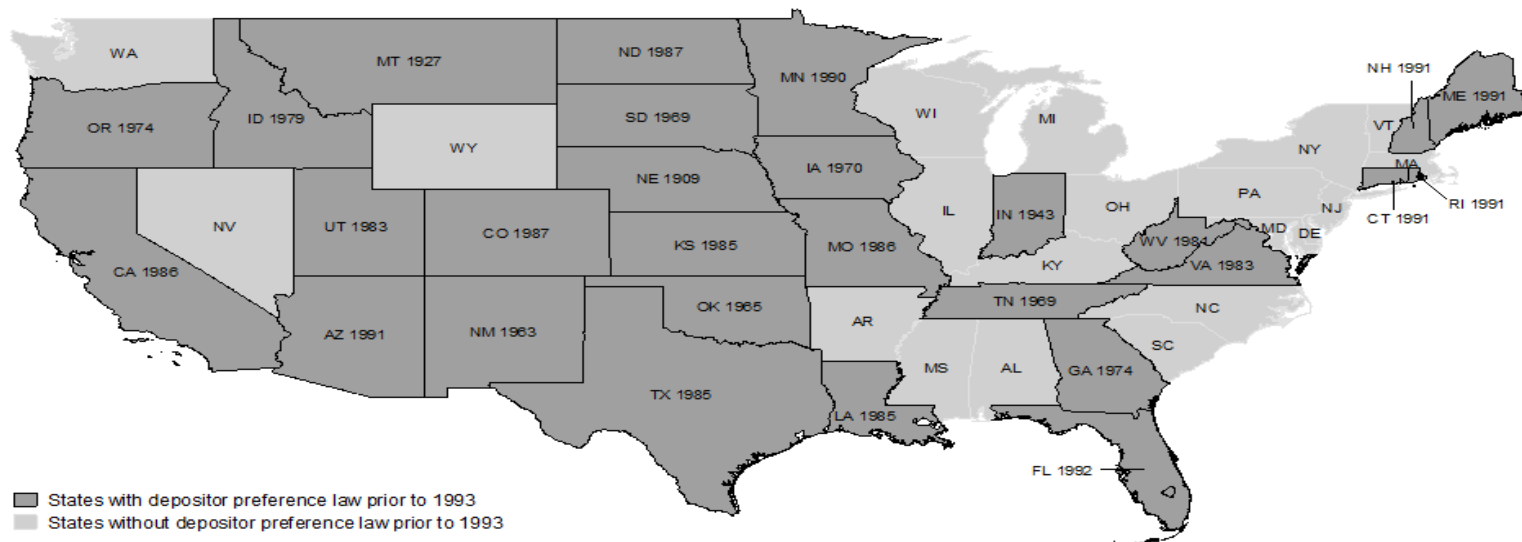 WA
MT 1927
ND 1987
MN 1990
NH 1991
ME 1991
OR 1974
ID 1979
WY
SD 1969
WI
MI
VT
NY
MA
NV
UT 1983
CO 1987
NE 1909
IA 1970
IL
IN 1943
OH
PA
NJ
RI 1991
CT 1991
CA 1986
KS 1985
MO 1986
KY
WV 1981
MD
DE
VA 1983
AZ 1991
NM 1963
OK 1965
AR
TN 1969
NC
SC
TX 1985
LA 1985
MS
AL
GA 1974
FL 1992
States with depositor preference law prior to 1993
States without depositor preference law prior to 1993